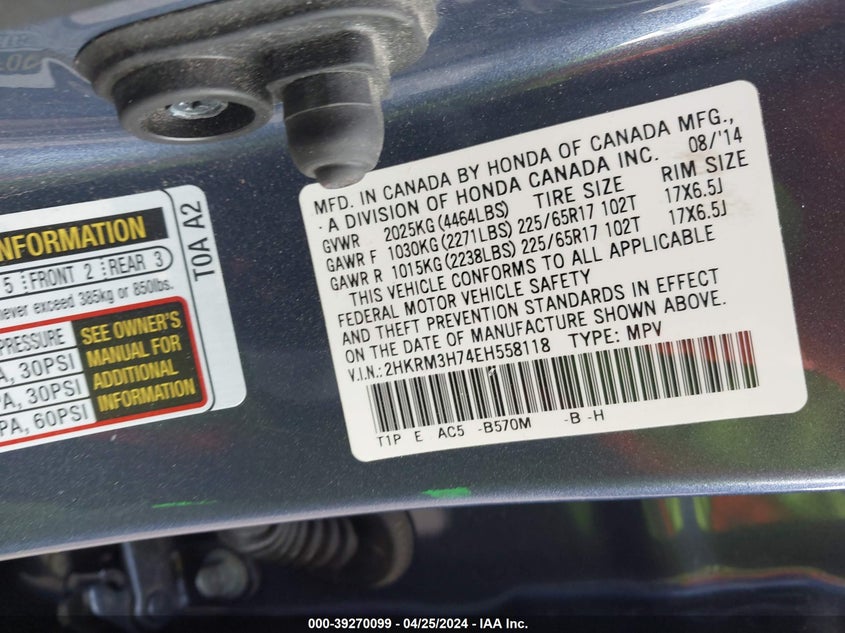 MFD. IN CANADA BY HONDA OF CANADA MFG.,
A DIVISION OF HONDA CANADA INC. 08/'14
GVWR 2025KG (4464LBS) TIRE SIZE RIM SIZE
GAWR F 1030KG (2271LBS) 225/65R17 102T 17X6.5J
GAWR R 1015KG (2238LBS) 225/65R17 102T 17X6.5J
THIS VEHICLE CONFORMS TO ALL APPLICABLE
FEDERAL MOTOR VEHICLE SAFETY
AND THEFT PREVENTION STANDARDS IN EFFECT
ON THE DATE OF MANUFACTURE SHOWN ABOVE.
V.I.N.: 2HKRM3H74EH558118 TYPE: MPV
T1P E AC5 -B570M -B -H
NFORMATION
T0A A2
5 FRONT 2 REAR 3
never exceed 385kg or 850lbs.
PRESSURE
A, 30PSI
PA, 30PSI
PA, 60PSI
SEE OWNER'S
MANUAL FOR
ADDITIONAL
INFORMATION
000-39270099 - 04/25/2024 - IAA Inc.